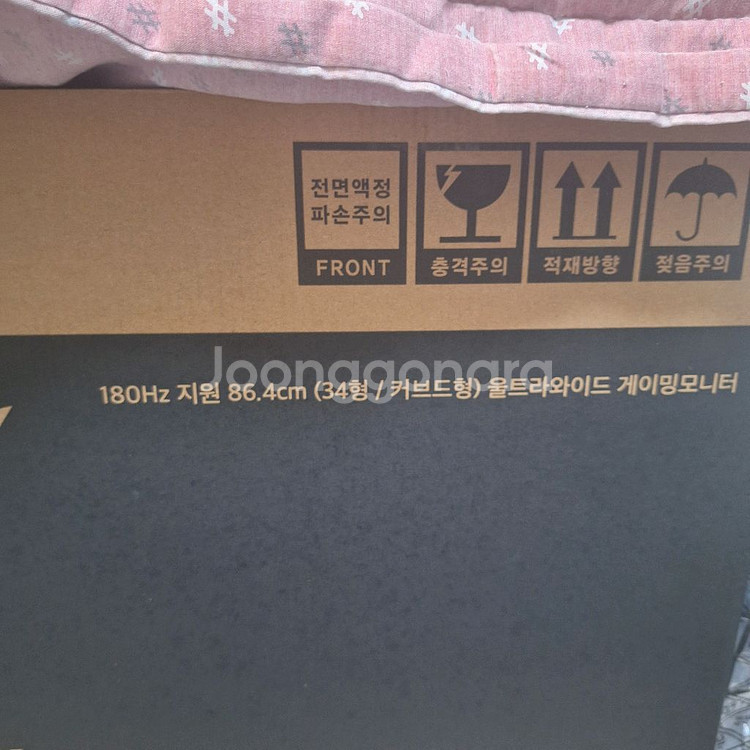 전면액정
파손주의
FRONT
충격주의
적재방향
젖음주의
Joonggonara
180Hz 지원 86.4cm (34형 / 커브드형) 울트라와이드 게이밍모니터